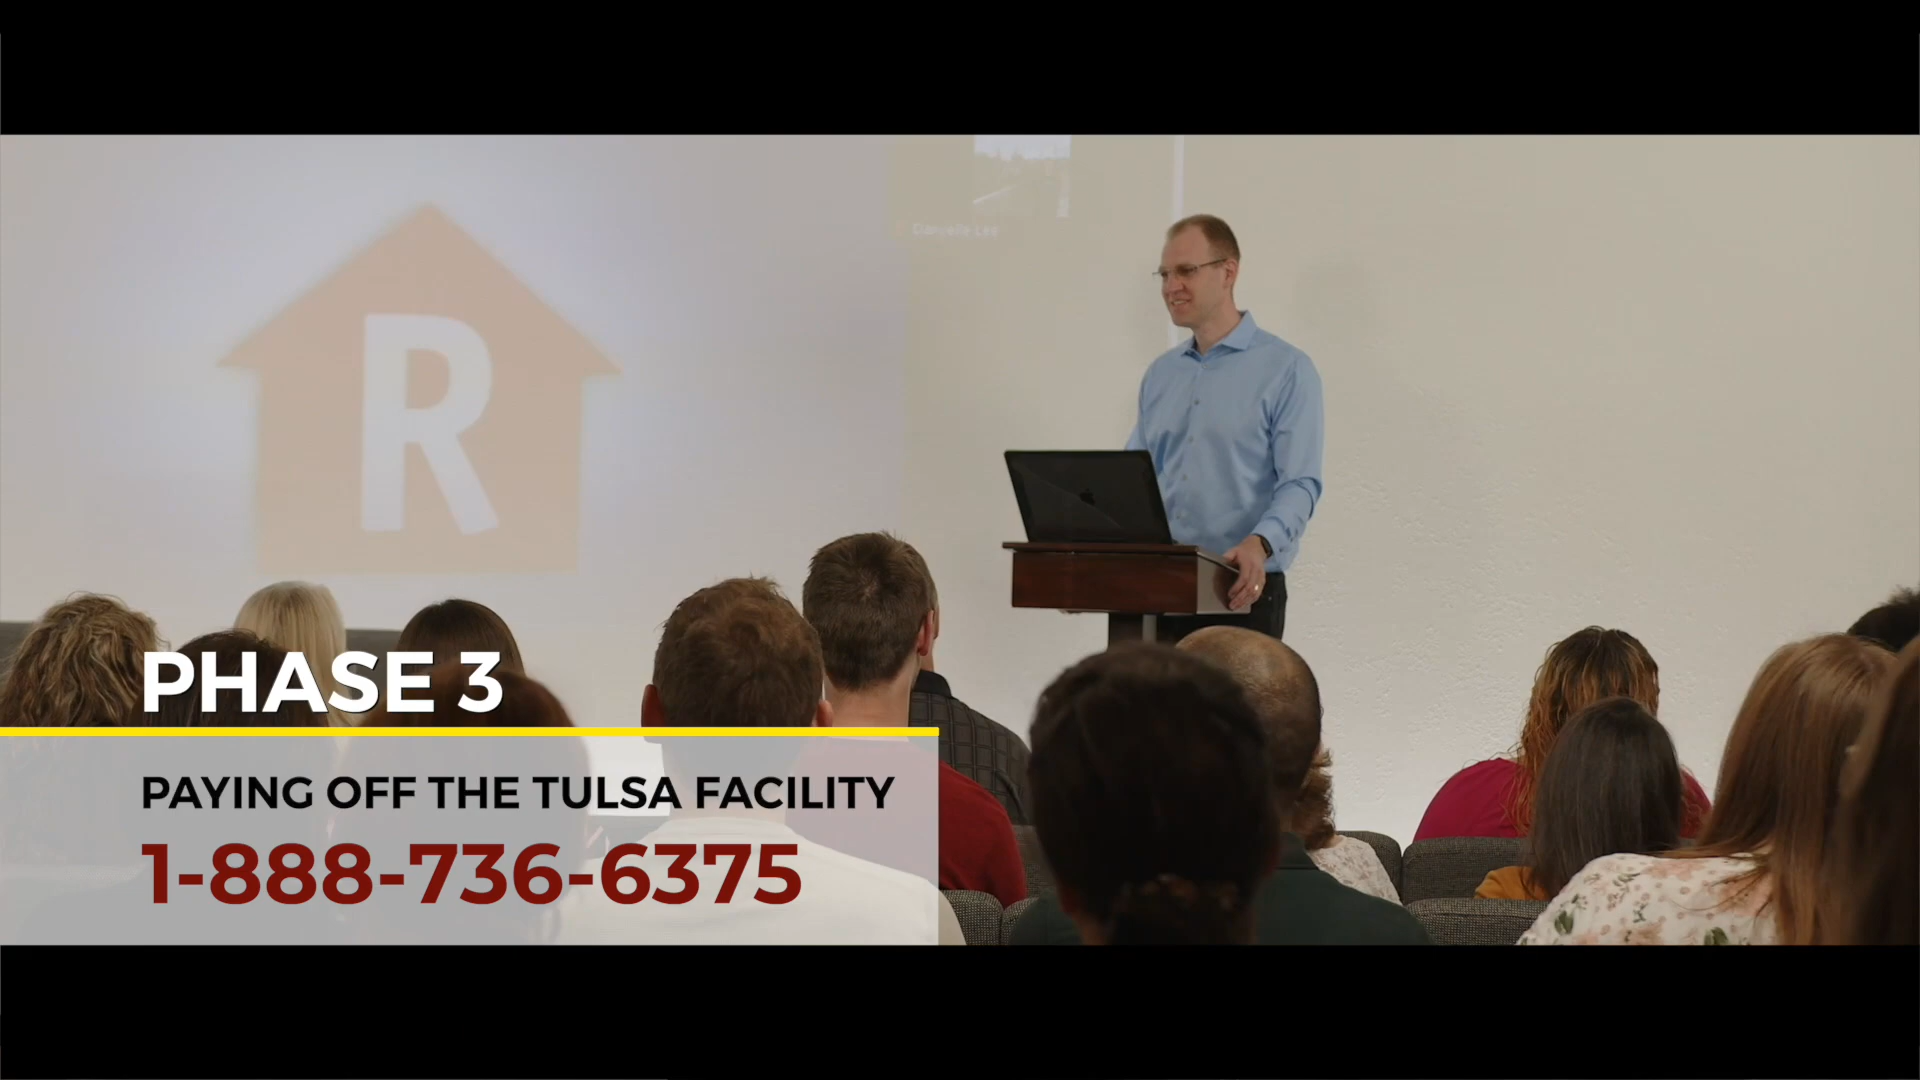 R
PHASE 3
PAYING OFF THE TULSA FACILITY
1-888-736-6375